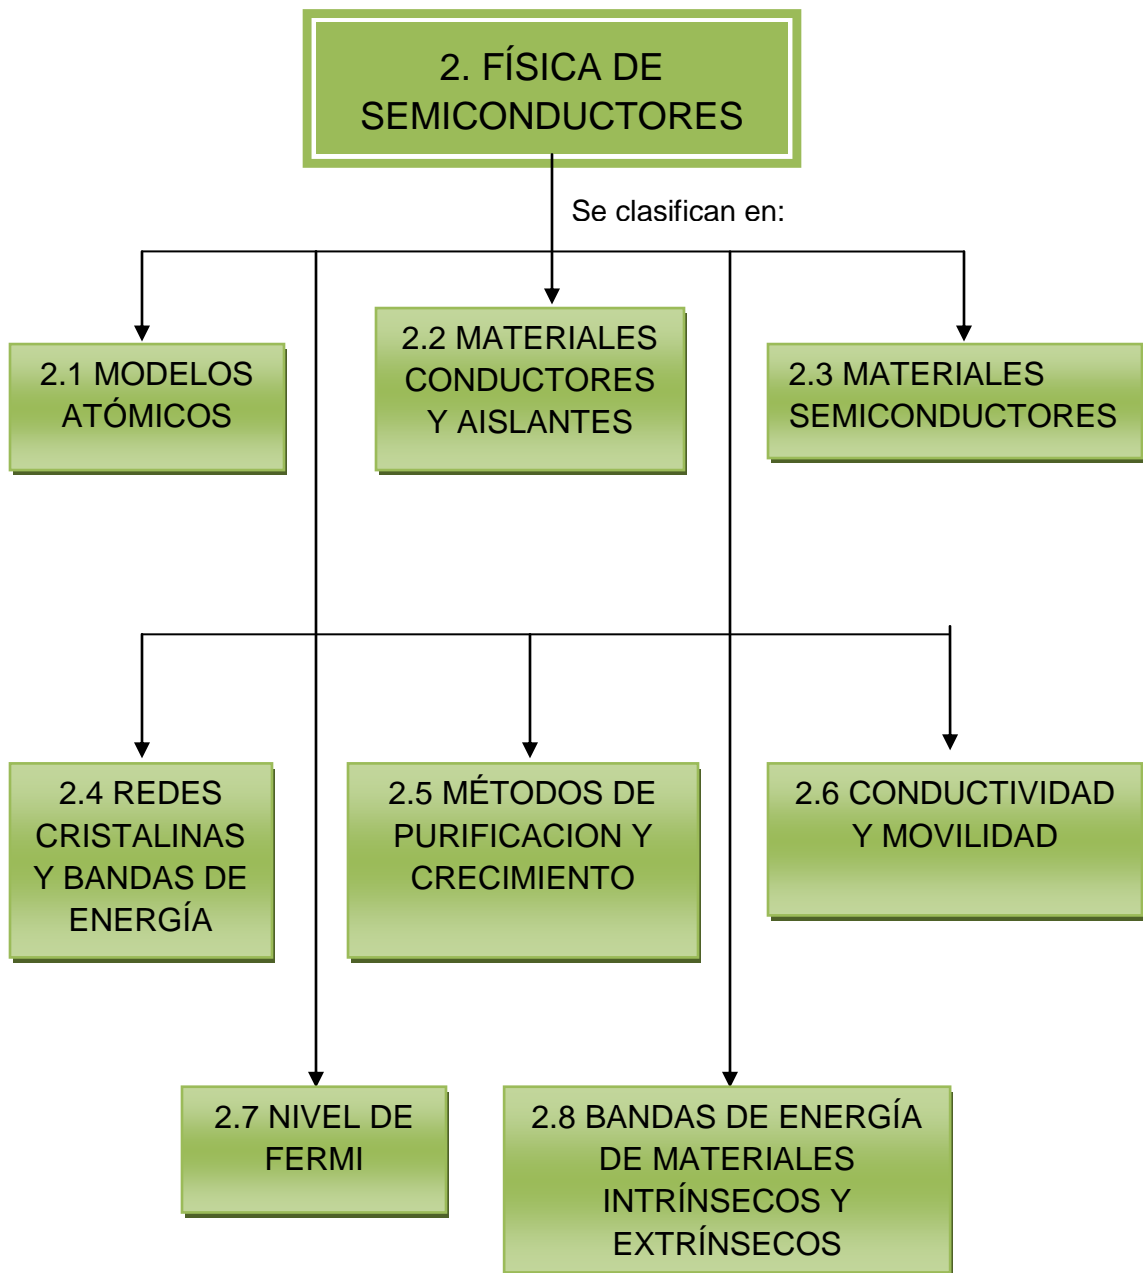 2. FÍSICA DE
SEMICONDUCTORES
Se clasifican en:
2.1 MODELOS
ATÓMICOS
2.2 MATERIALES
CONDUCTORES
Y AISLANTES
2.3 MATERIALES
SEMICONDUCTORES
2.4 REDES
CRISTALINAS
Y BANDAS DE
ENERGÍA
2.5 MÉTODOS DE
PURIFICACION Y
CRECIMIENTO
2.6 CONDUCTIVIDAD
Y MOVILIDAD
2.7 NIVEL DE
FERMI
2.8 BANDAS DE ENERGÍA
DE MATERIALES
INTRÍNSECOS Y
EXTRÍNSECOS